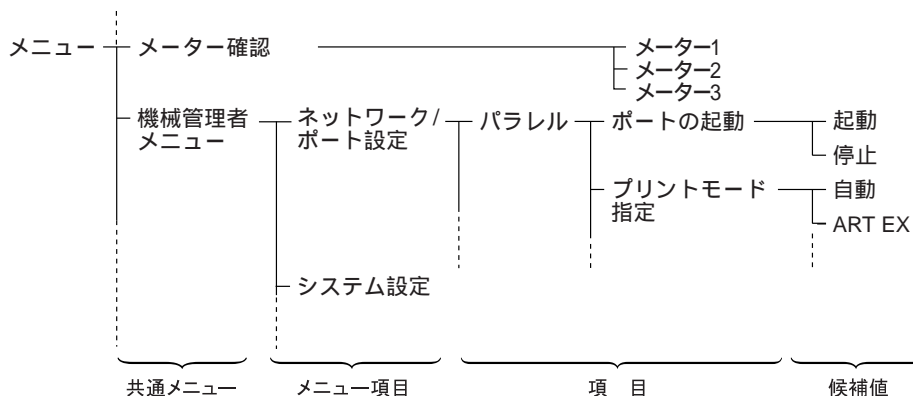 メニュー
メーター確認
メーター1
メーター2
メーター3
機械管理者
メニュー
ネットワーク/
ポート設定
パラレル
ポートの起動
起動
停止
プリントモード
指定
自動
ART EX
システム設定
共通メニュー
メニュー項目
項　目
候補値